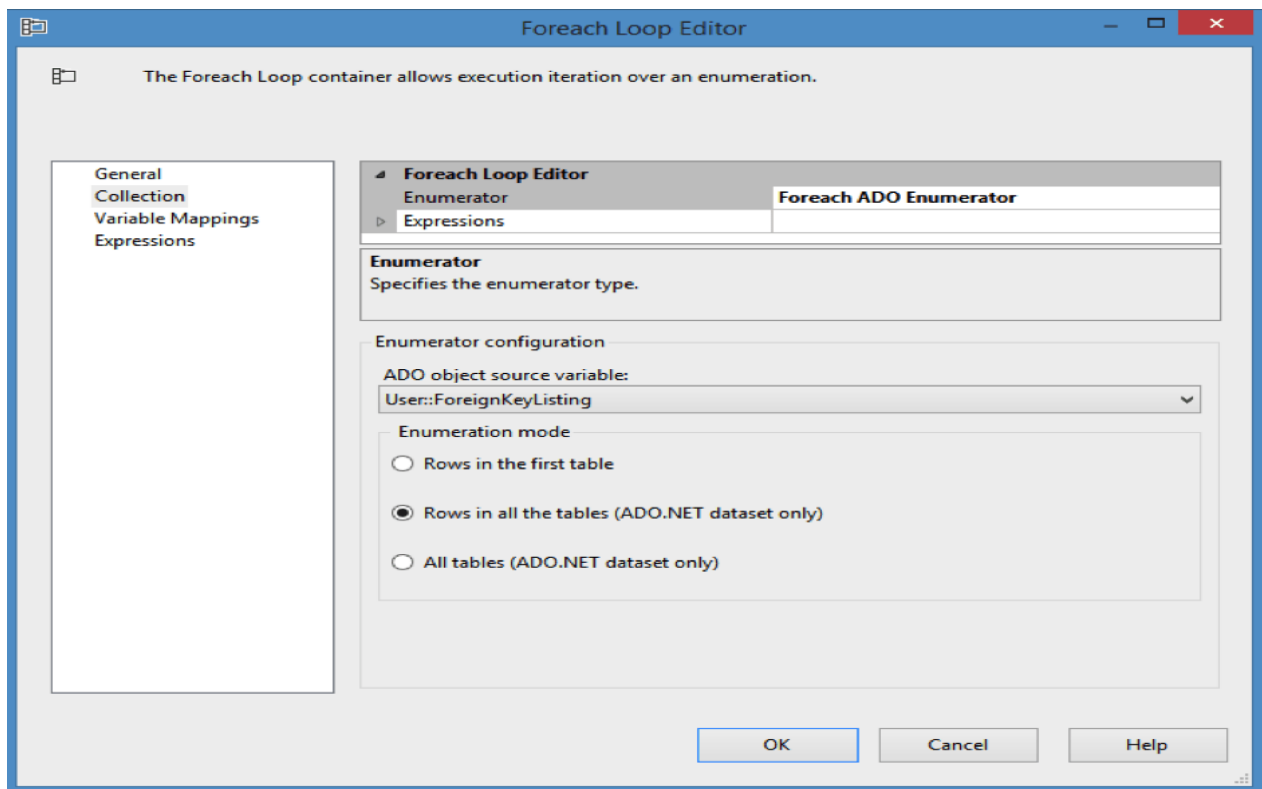 Foreach Loop Editor
The Foreach Loop container allows execution iteration over an enumeration.
General
Collection
Variable Mappings
Expressions
Foreach Loop Editor
Enumerator Foreach ADO Enumerator
Expressions
Enumerator
Specifies the enumerator type.
Enumerator configuration
ADO object source variable:
User::ForeignKeyListing
Enumeration mode
Rows in the first table
Rows in all the tables (ADO.NET dataset only)
All tables (ADO.NET dataset only)
OK Cancel Help